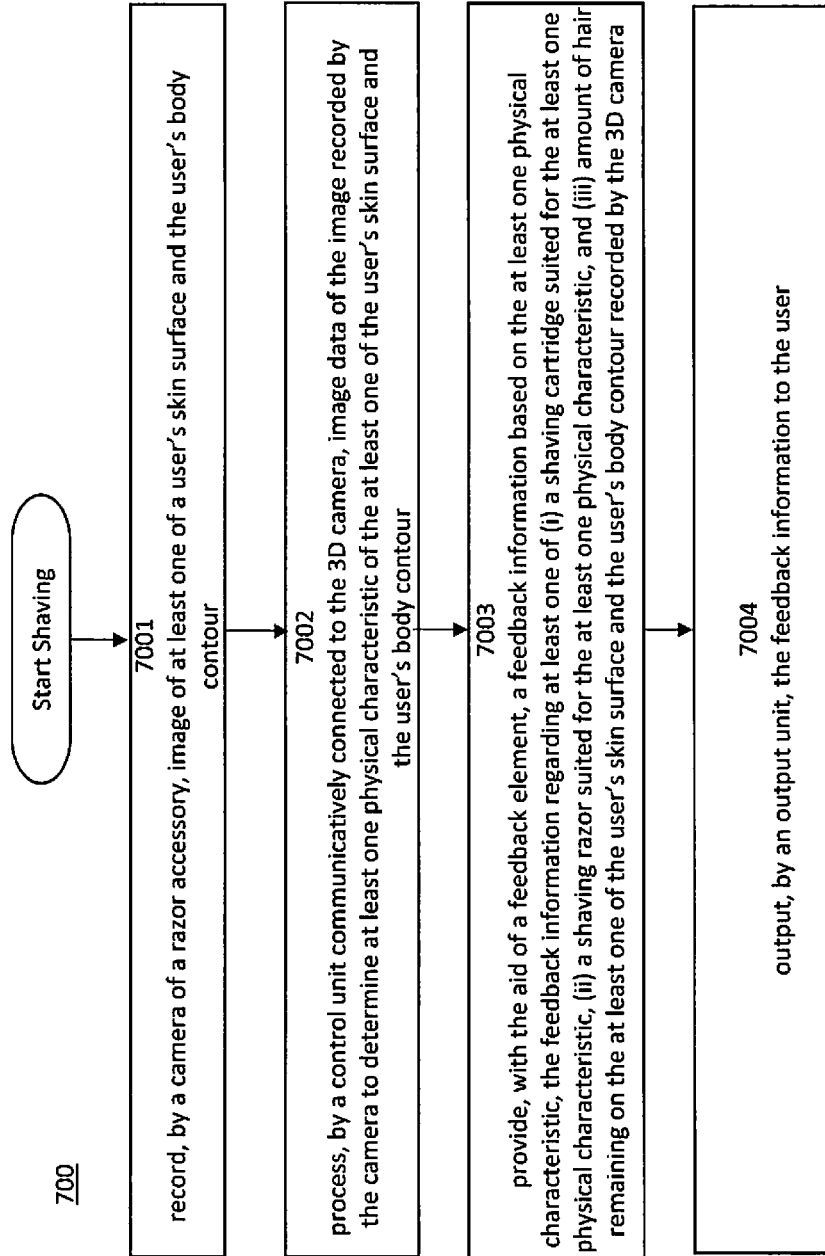 700
Start Shaving
7001
record, by a camera of a razor accessory, image of at least one of a user's skin surface and the user's body
contour
7002
process, by a control unit communicatively connected to the 3D camera, image data of the image recorded by
the camera to determine at least one physical characteristic of the at least one of the user's skin surface and
the user's body contour
7003
provide, with the aid of a feedback element, a feedback information based on the at least one physical
characteristic, the feedback information regarding at least one of (i) a shaving cartridge suited for the at least one
physical characteristic, (ii) a shaving razor suited for the at least one physical characteristic, and (iii) amount of hair
remaining on the at least one of the user's skin surface and the user's body contour recorded by the 3D camera
7004
output, by an output unit, the feedback information to the user